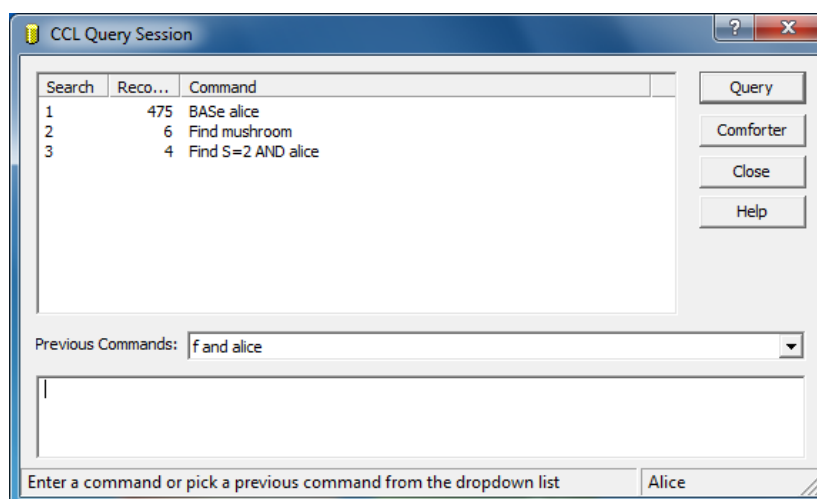 CCL Query Session
?
x
Search Reco... Command
1 475 BASe alice
2 6 Find mushroom
3 4 Find S=2 AND alice
Query
Comforter
Close
Help
Previous Commands: f and alice
Enter a command or pick a previous command from the dropdown list Alice